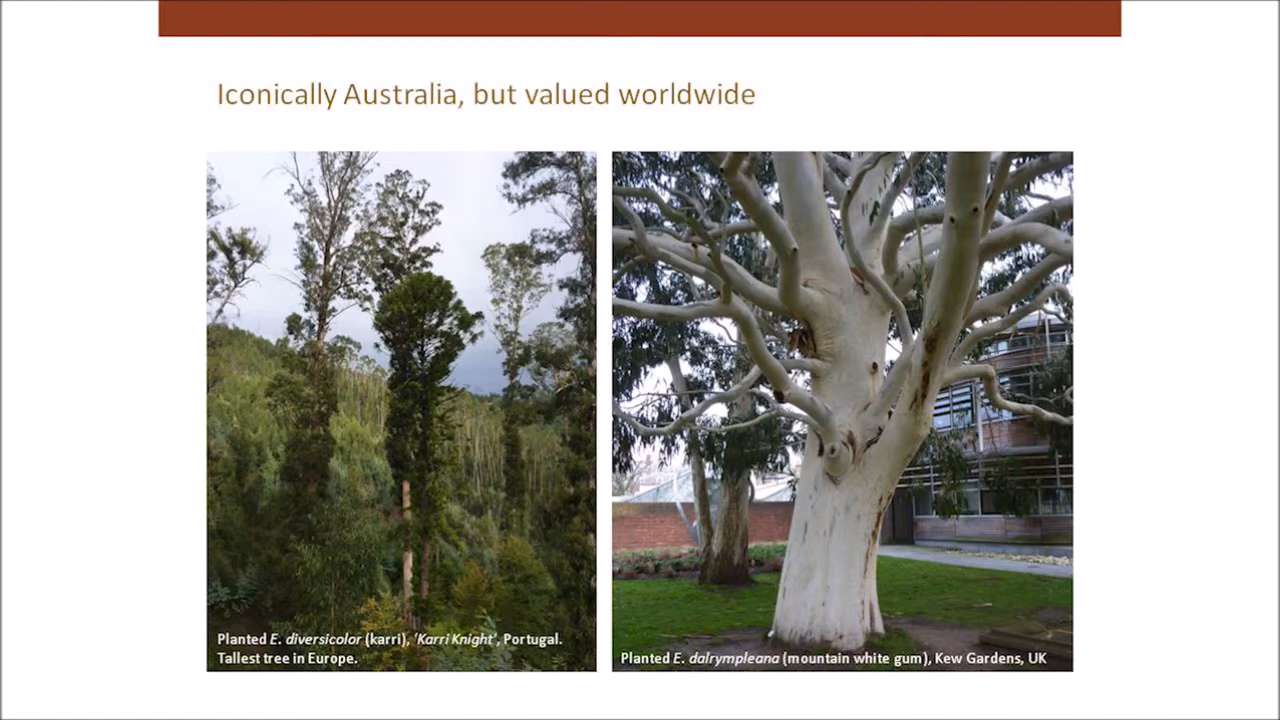 Iconically Australia, but valued worldwide
Planted E. diversicolor (karri), 'Karri Knight', Portugal.
Tallest tree in Europe.
Planted E. dalrympleana (mountain white gum), Kew Gardens, UK